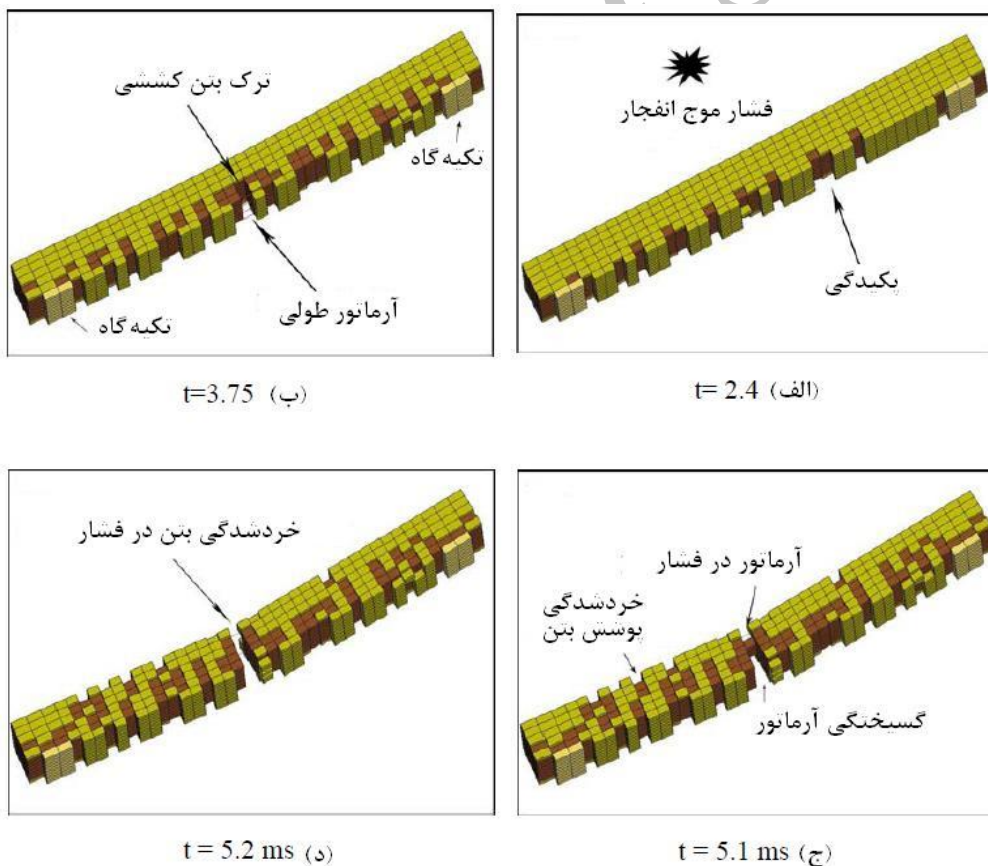 فشار موج انفجار
پکیدگی
(الف) t= 2.4
ترک بتن کششی
تکیه‌گاه
آرماتور طولی
تکیه‌گاه
(ب) t=3.75
آرماتور در فشار
خردشدگی
پوشش بتن
گسیختگی آرماتور
(ج) t = 5.1 ms
خردشدگی بتن در فشار
(د) t = 5.2 ms